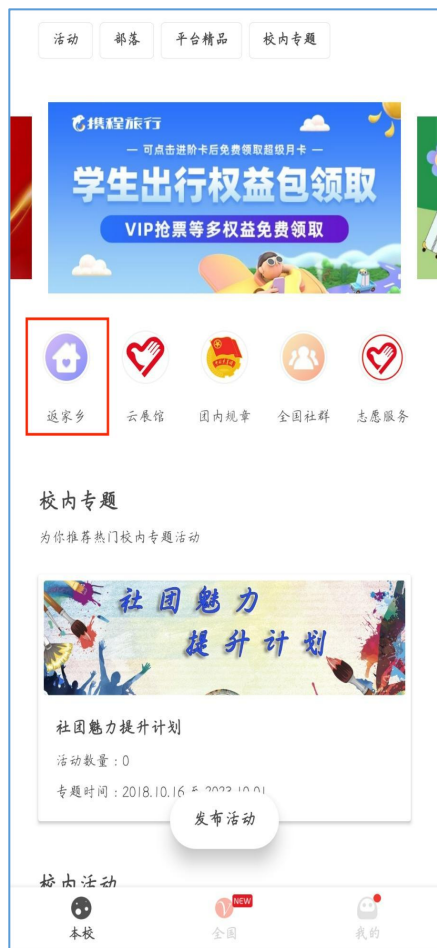 活动 部落 平台精品 校内专题
携程旅行
— 可点击进阶卡后免费领取超级月卡 —
学生出行权益包领取
VIP抢票等多权益免费领取
返家乡 云展馆 团内规章 全国社群 志愿服务
校内专题
为你推荐热门校内专题活动
社团魅力
提升计划
社团魅力提升计划
活动数量:0
专题时间:2018.10.16 至 2023.10.01
发布活动
校内活动
NEW
本校 全国 我的